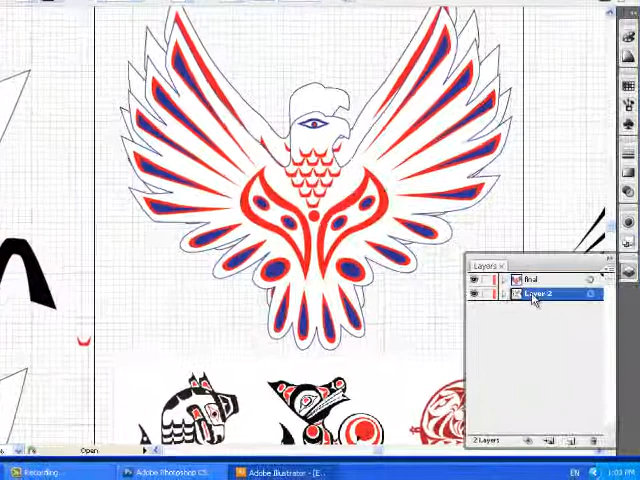 Layers ×
final
Layer 2
2 Layers
Open
Recording...
Adobe Photoshop CS...
Adobe Illustrator - [E...
EN
1:03 PM